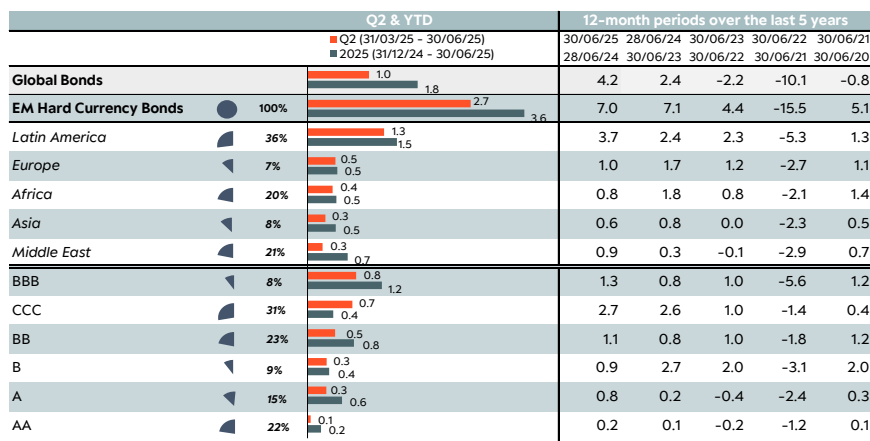 Q2 & YTD 12-month periods over the last 5 years
Q2 (31/03/25 - 30/06/25) 30/06/25 28/06/24 30/06/23 30/06/22 30/06/21
2025 (31/12/24 - 30/06/25) 28/06/24 30/06/23 30/06/22 30/06/21 30/06/20
Global Bonds 1.0 1.8 4.2 2.4 -2.2 -10.1 -0.8
EM Hard Currency Bonds 100% 2.7 3.6 7.0 7.1 4.4 -15.5 5.1
Latin America 36% 1.3 1.5 3.7 2.4 2.3 -5.3 1.3
Europe 7% 0.5 0.5 1.0 1.7 1.2 -2.7 1.1
Africa 20% 0.4 0.5 0.8 1.8 0.8 -2.1 1.4
Asia 8% 0.3 0.5 0.6 0.8 0.0 -2.3 0.5
Middle East 21% 0.3 0.7 0.9 0.3 -0.1 -2.9 0.7
BBB 8% 0.8 1.2 1.3 0.8 1.0 -5.6 1.2
CCC 31% 0.7 0.4 2.7 2.6 1.0 -1.4 0.4
BB 23% 0.5 0.8 1.1 0.8 1.0 -1.8 1.2
B 9% 0.3 0.4 0.9 2.7 2.0 -3.1 2.0
A 15% 0.3 0.6 0.8 0.2 -0.4 -2.4 0.3
AA 22% 0.1 0.2 0.2 0.1 -0.2 -1.2 0.1